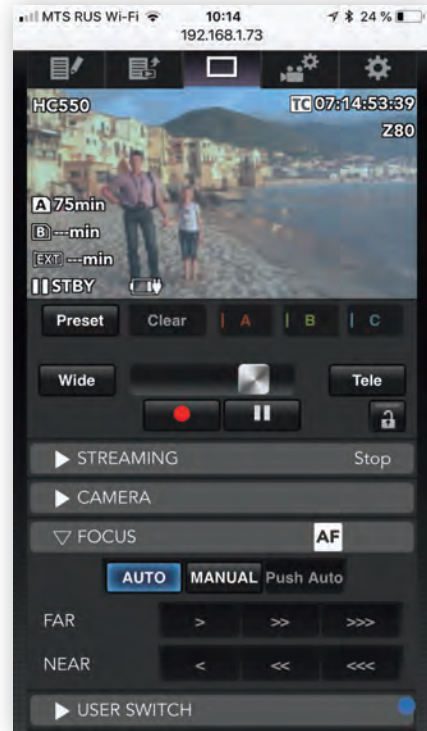 MTS RUS Wi-Fi 10:14 24 %
192.168.1.73
HC550 TC 07:14:53:39
Z80
A 75min
B ---min
EXT ---min
STBY
Preset Clear A B C
Wide Tele
STREAMING Stop
CAMERA
FOCUS AF
AUTO MANUAL Push Auto
FAR > >> >>>
NEAR < << <<<
USER SWITCH